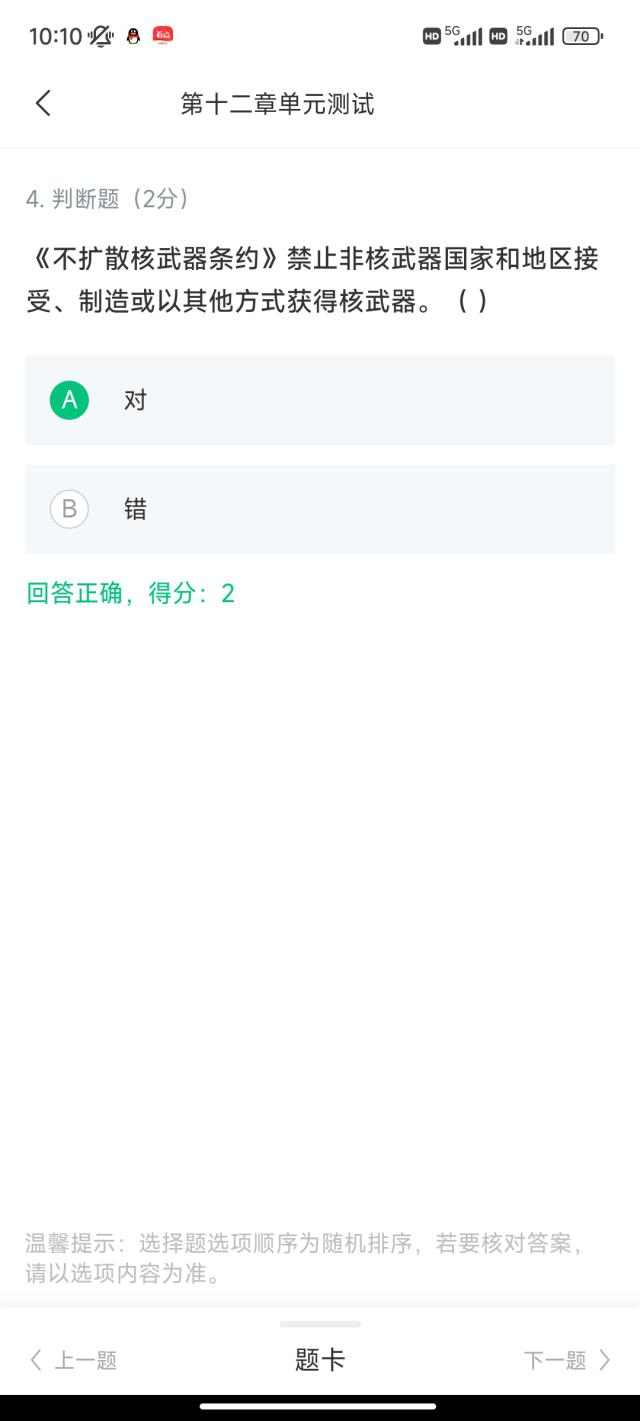 10:10
HD 5G HD 5G 70
第十二章单元测试
4. 判断题（2分）
《不扩散核武器条约》禁止非核武器国家和地区接
受、制造或以其他方式获得核武器。（ ）
A 对
B 错
回答正确，得分：2
温馨提示：选择题选项顺序为随机排序，若要核对答案，
请以选项内容为准。
上一题 题卡 下一题